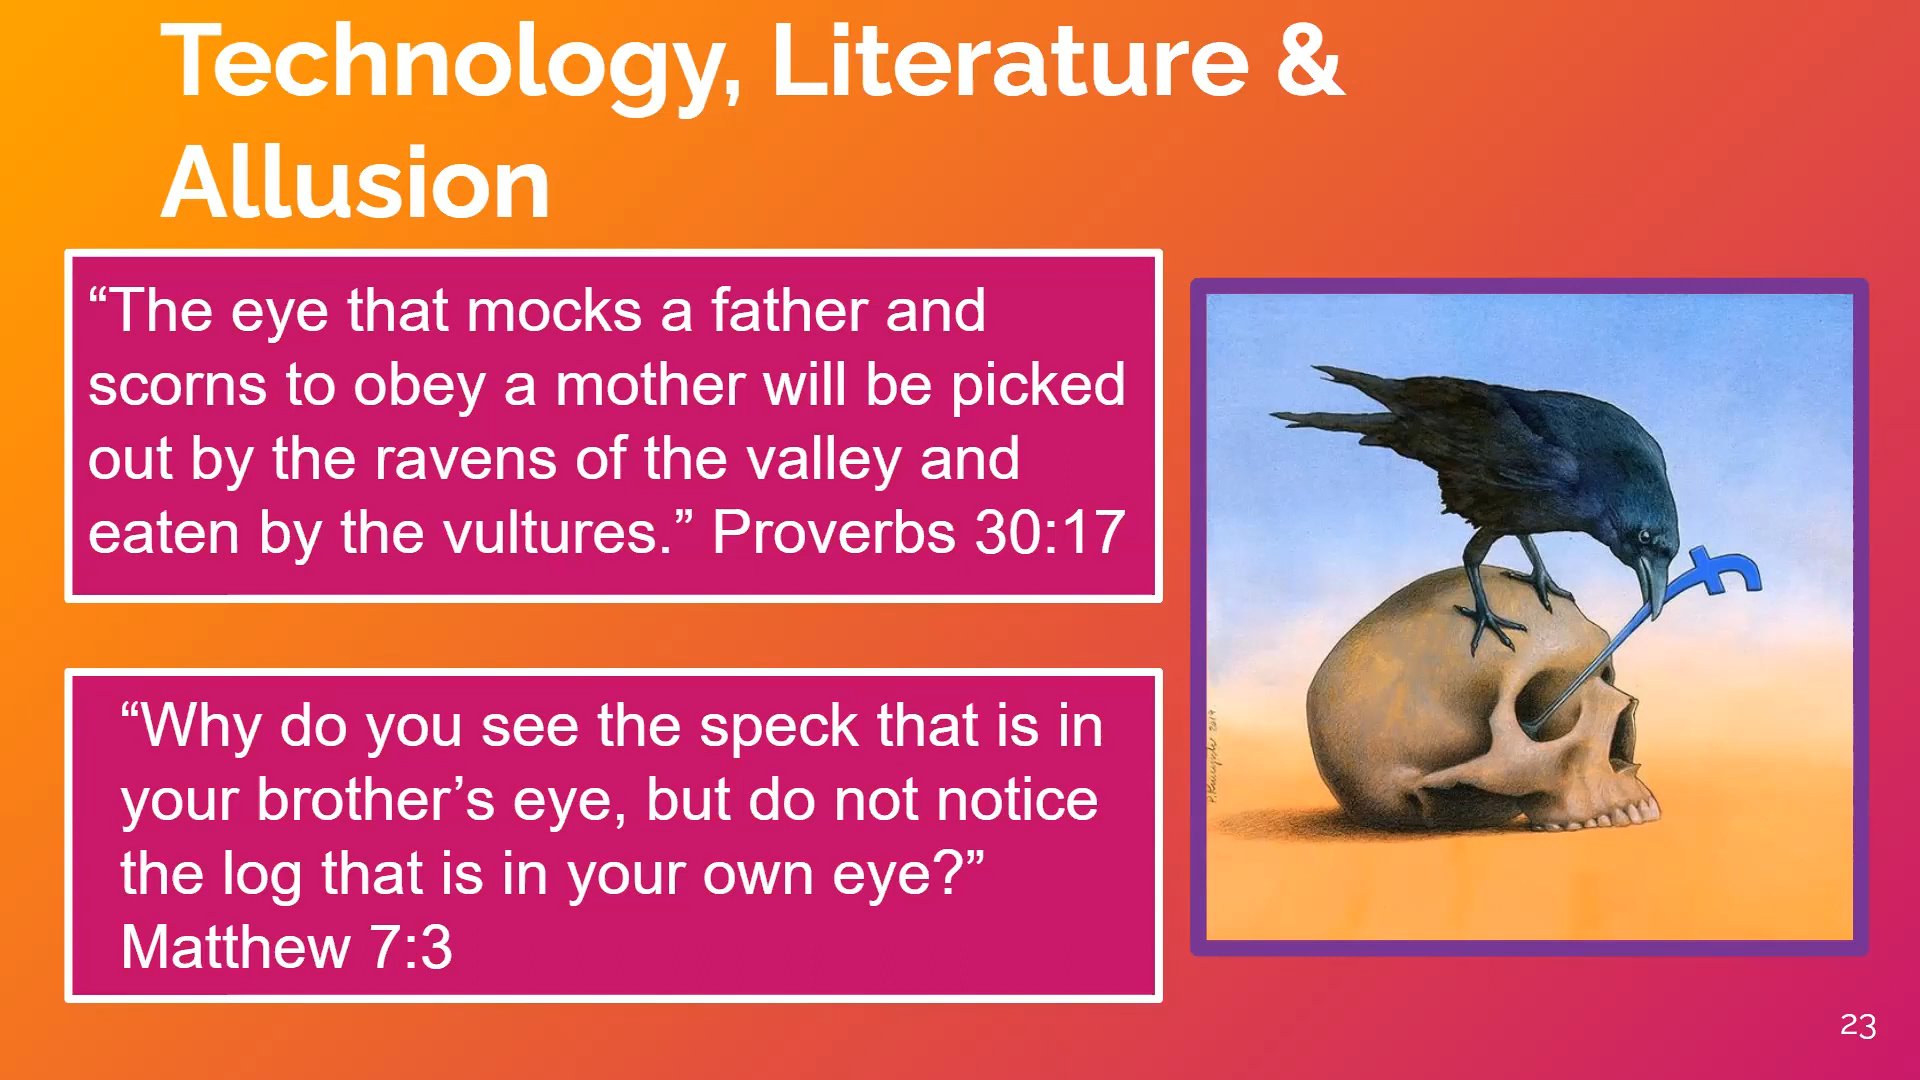 Technology, Literature &
Allusion
“The eye that mocks a father and
scorns to obey a mother will be picked
out by the ravens of the valley and
eaten by the vultures.” Proverbs 30:17
“Why do you see the speck that is in
your brother’s eye, but do not notice
the log that is in your own eye?”
Matthew 7:3
f
23